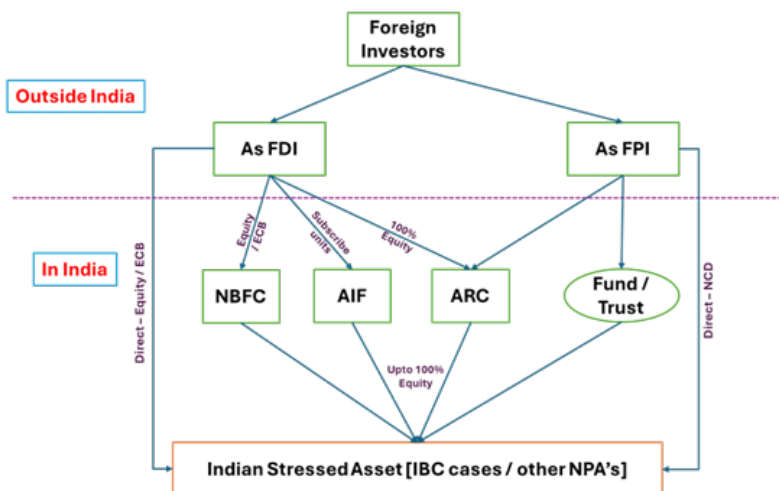 Foreign
Investors
Outside India
As FDI
As FPI
Equity
/ ECB
Subscribe
units
100%
Equity
In India
Direct – Equity / ECB
NBFC
AIF
ARC
Fund /
Trust
Direct – NCD
Upto 100%
Equity
Indian Stressed Asset [IBC cases / other NPA's]